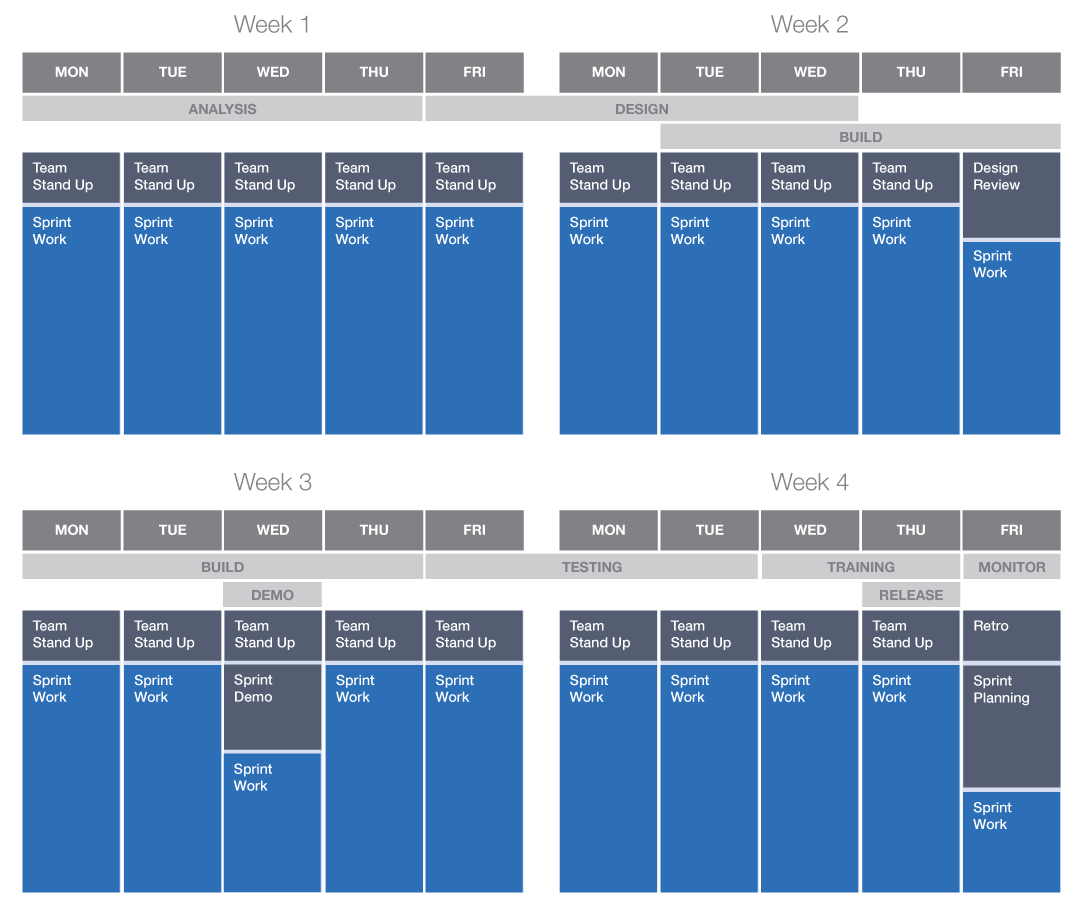 Week 1
MON TUE WED THU FRI
ANALYSIS DESIGN
Team
Stand Up
Team
Stand Up
Team
Stand Up
Team
Stand Up
Team
Stand Up
Sprint
Work
Sprint
Work
Sprint
Work
Sprint
Work
Sprint
Work
Week 2
MON TUE WED THU FRI
BUILD
Team
Stand Up
Team
Stand Up
Team
Stand Up
Team
Stand Up
Design
Review
Sprint
Work
Sprint
Work
Sprint
Work
Sprint
Work
Sprint
Work
Week 3
MON TUE WED THU FRI
BUILD TESTING
DEMO
Team
Stand Up
Team
Stand Up
Team
Stand Up
Team
Stand Up
Team
Stand Up
Sprint
Work
Sprint
Work
Sprint
Demo
Sprint
Work
Sprint
Work
Sprint
Work
Week 4
MON TUE WED THU FRI
TRAINING MONITOR
RELEASE
Team
Stand Up
Team
Stand Up
Team
Stand Up
Team
Stand Up
Retro
Sprint
Work
Sprint
Work
Sprint
Work
Sprint
Work
Sprint
Planning
Sprint
Work